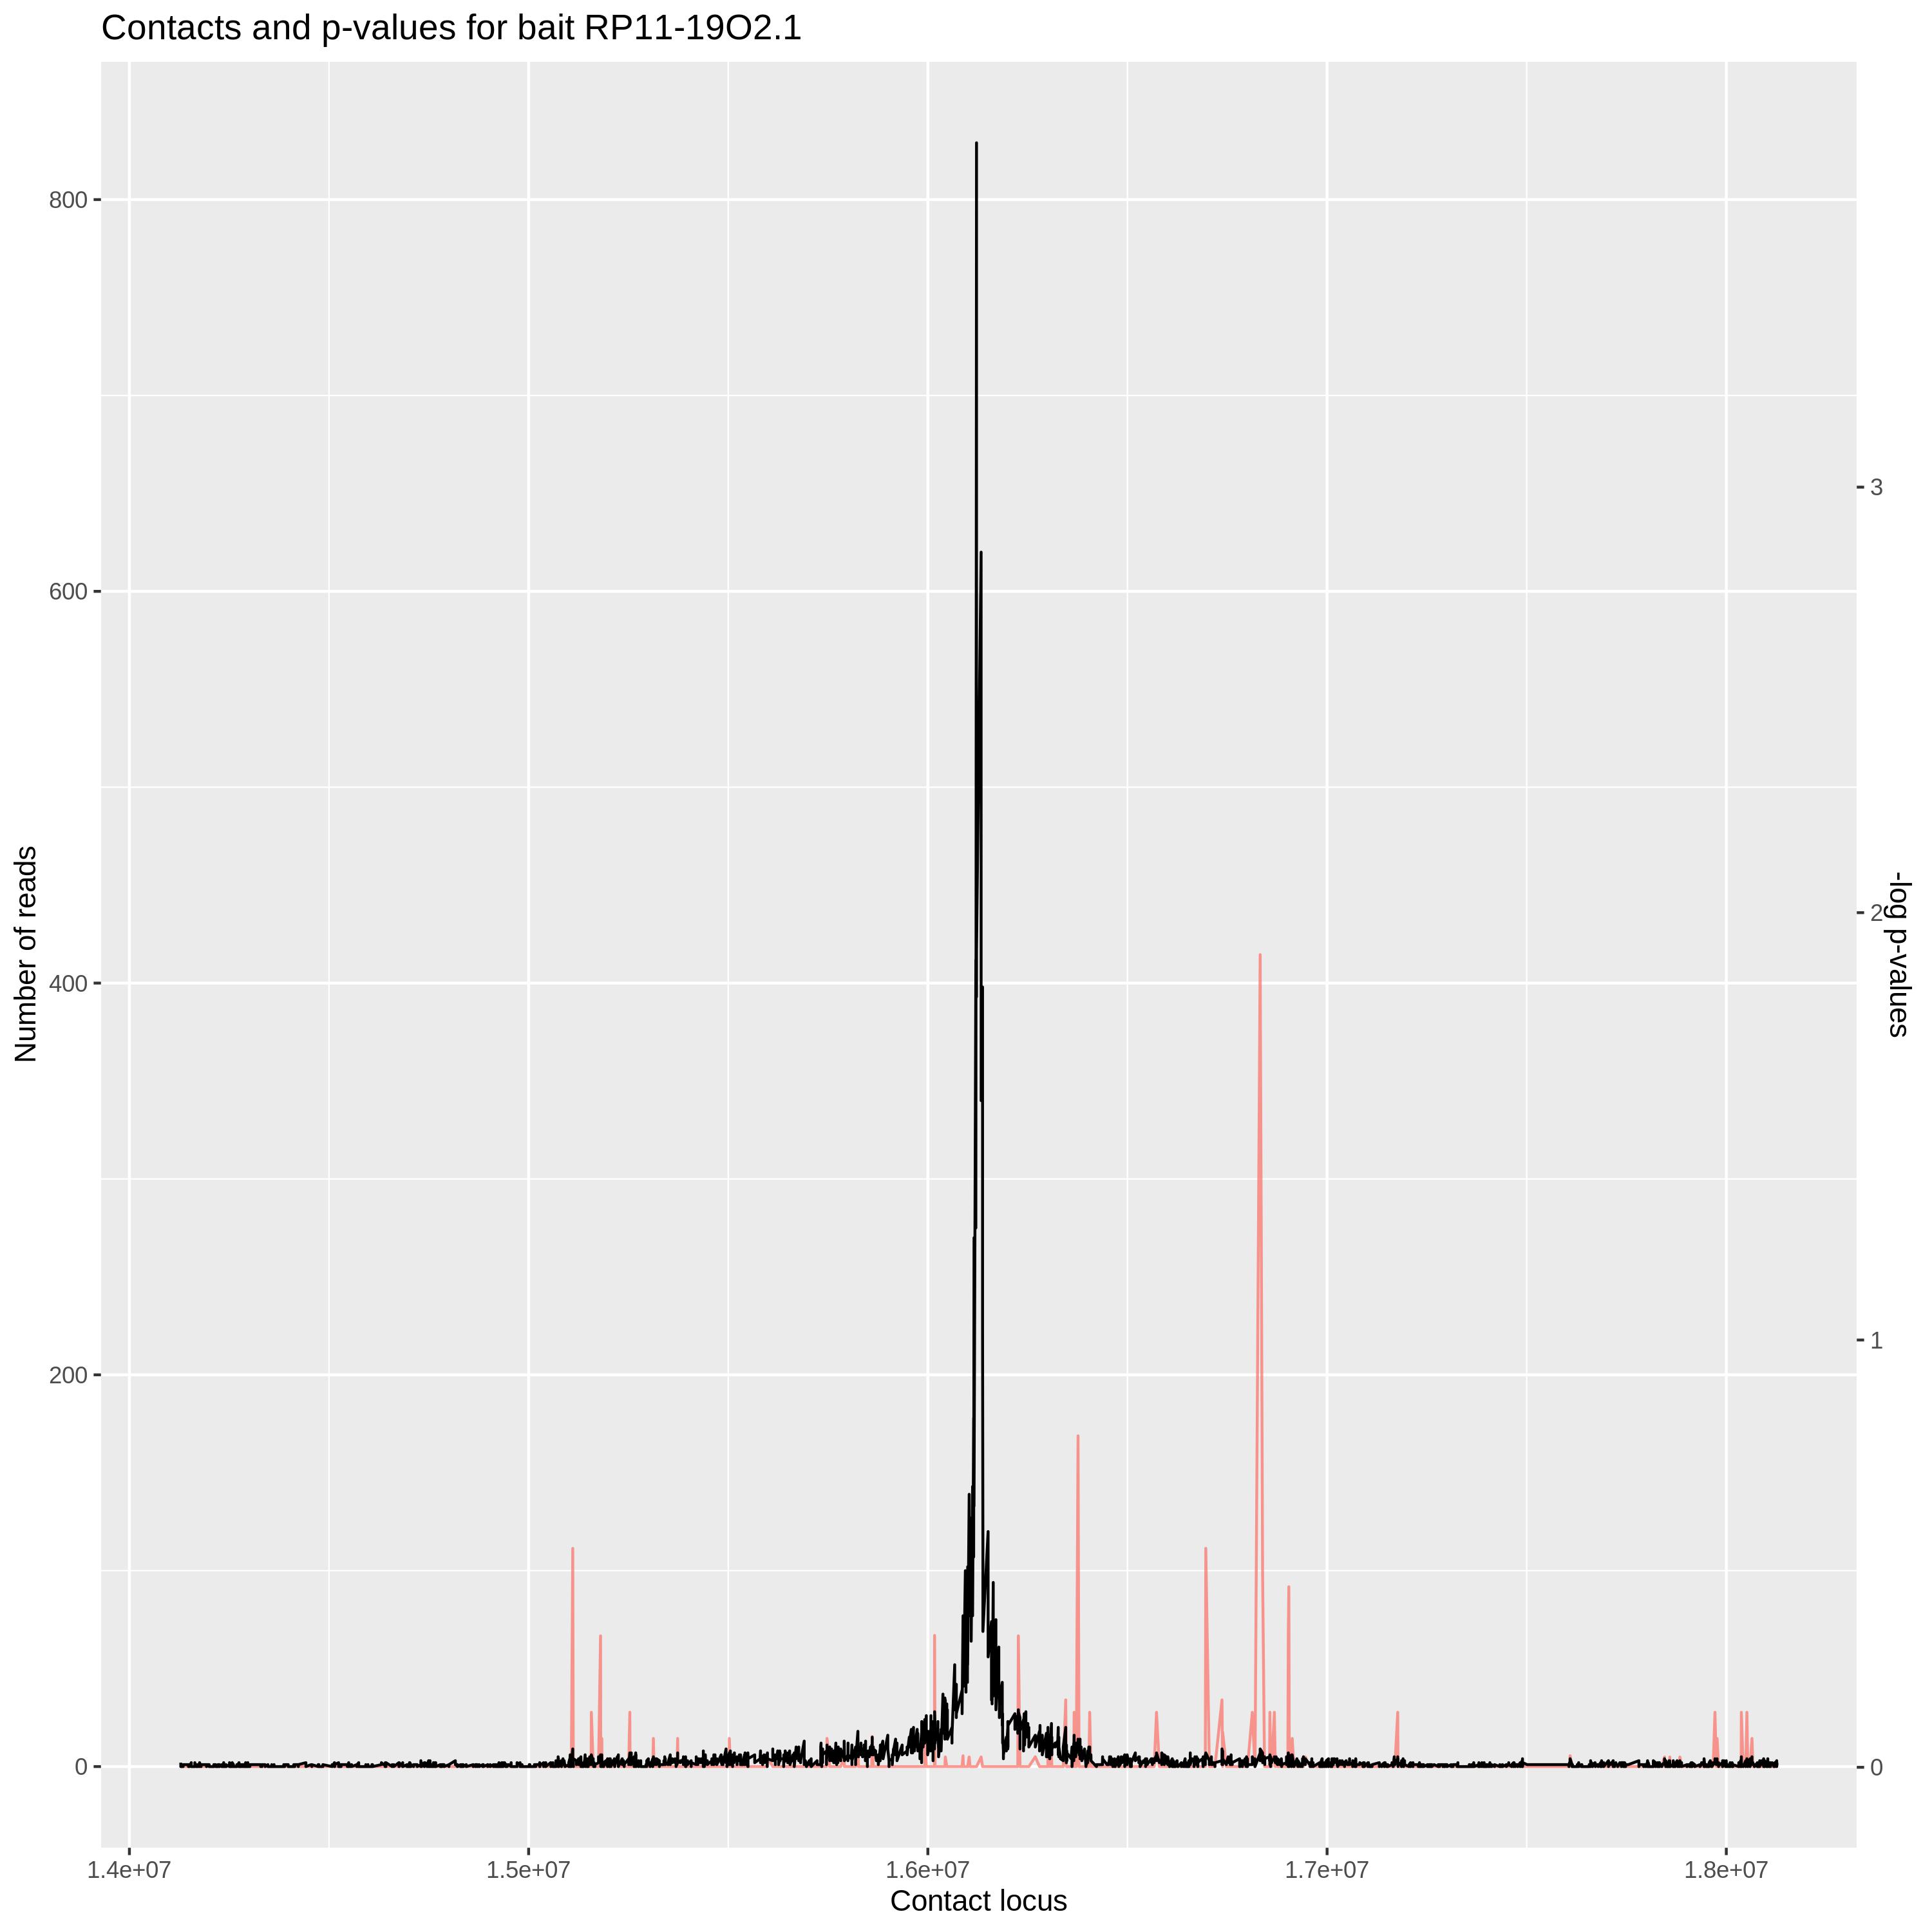 Contacts and p-values for bait RP11-19O2.1
800
600
400
200
0
Number of reads
3
2
1
0
-log p-values
1.4e+07 1.5e+07 1.6e+07 1.7e+07 1.8e+07
Contact locus